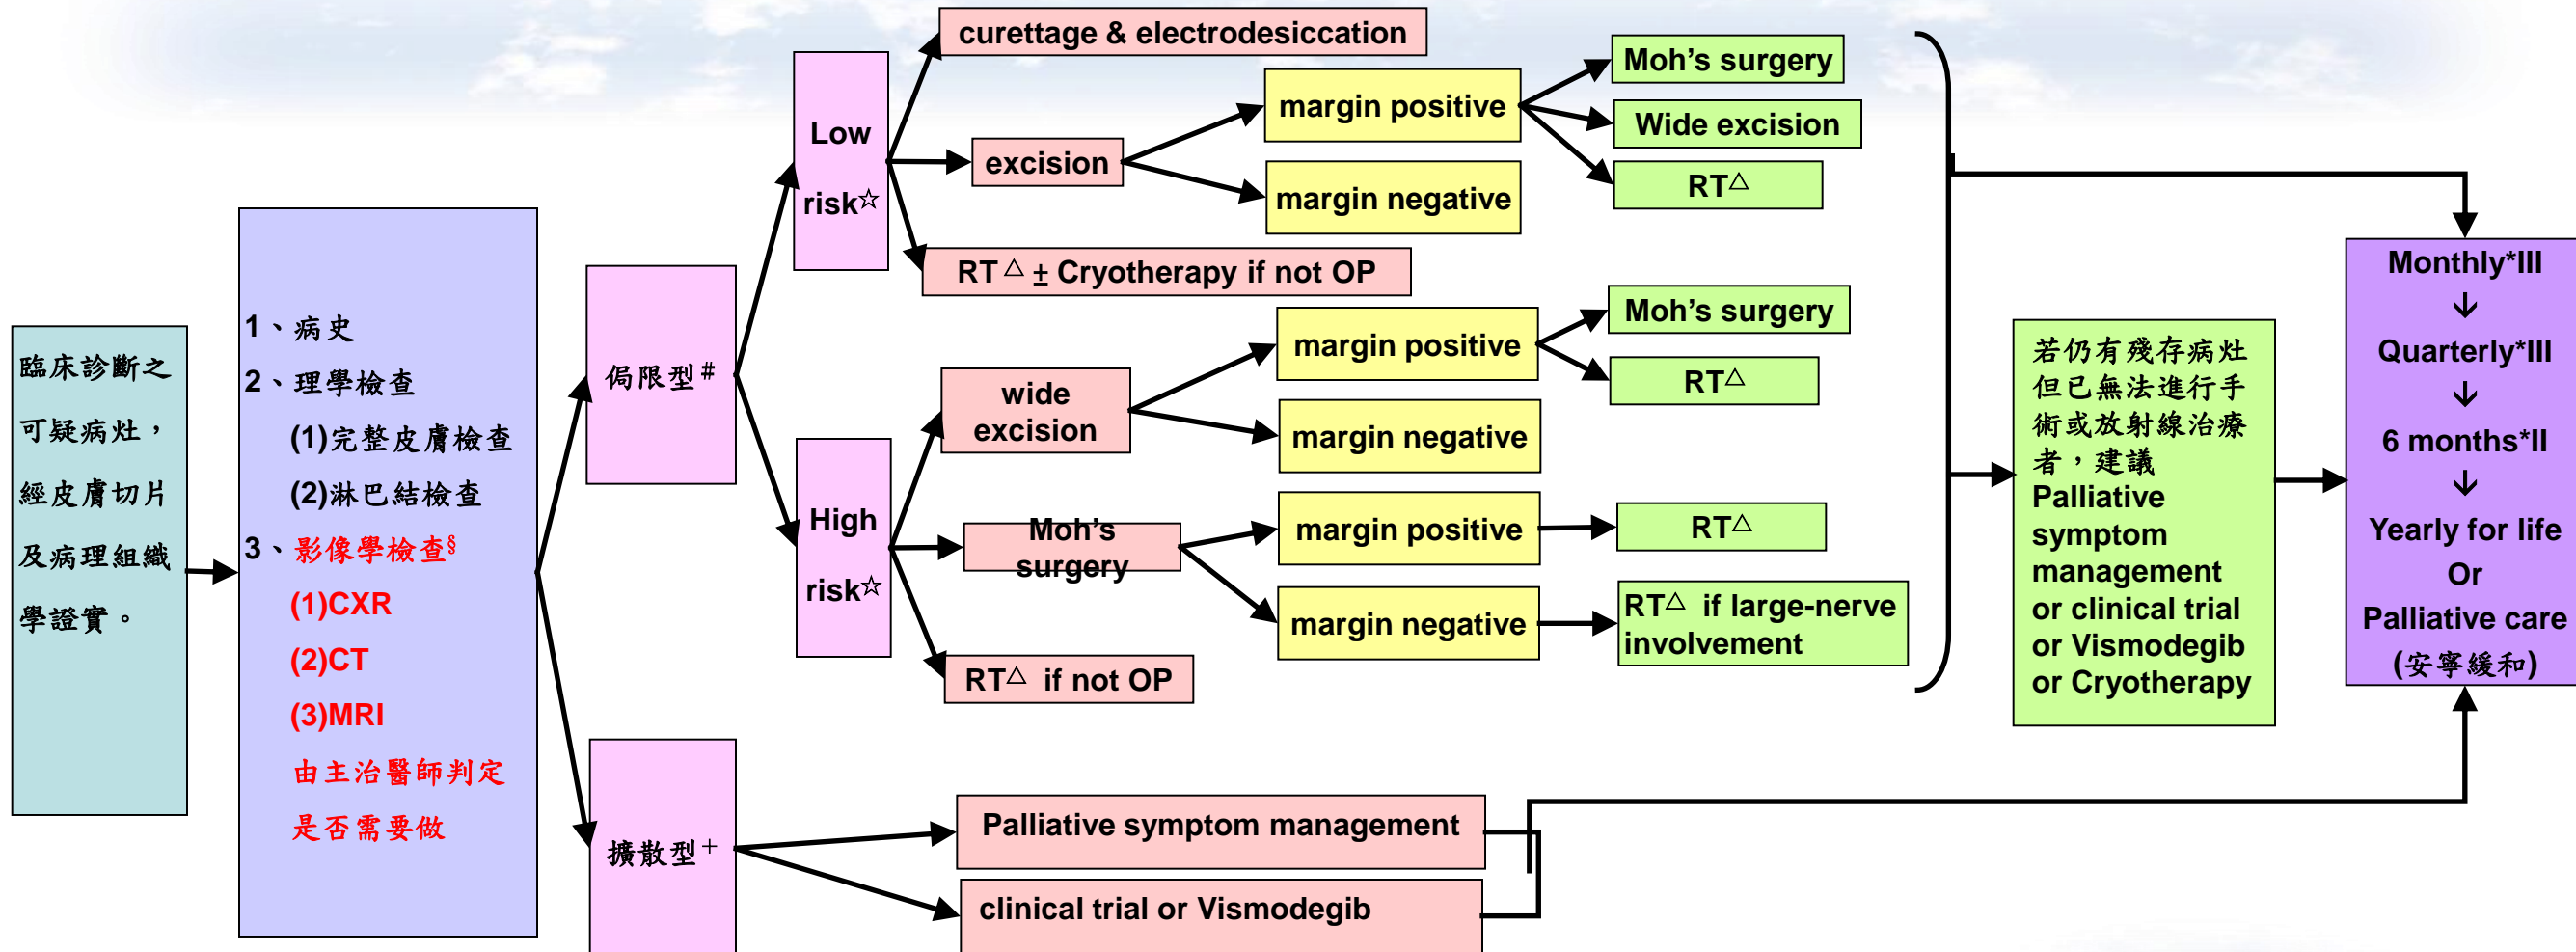 臨床診斷之
可疑病灶，
經皮膚切片
及病理組織
學證實。
1、病史
2、理學檢查
(1)完整皮膚檢查
(2)淋巴結檢查
3、影像學檢查§
(1)CXR
(2)CT
(3)MRI
由主治醫師判定
是否需要做
侷限型#
擴散型+
Low
risk☆
High
risk☆
curettage & electrodesiccation
excision
RT△ ± Cryotherapy if not OP
margin positive
margin negative
Moh’s surgery
Wide excision
RT△
wide
excision
Moh’s
surgery
RT△ if not OP
margin positive
margin negative
Moh’s surgery
RT△
margin positive
margin negative
RT△
RT△ if large-nerve
involvement
Palliative symptom management
clinical trial or Vismodegib
若仍有殘存病灶
但已無法進行手
術或放射線治療
者，建議
Palliative
symptom
management
or clinical trial
or Vismodegib
or Cryotherapy
Monthly*III
↓
Quarterly*III
↓
6 months*II
↓
Yearly for life
Or
Palliative care
(安寧緩和)